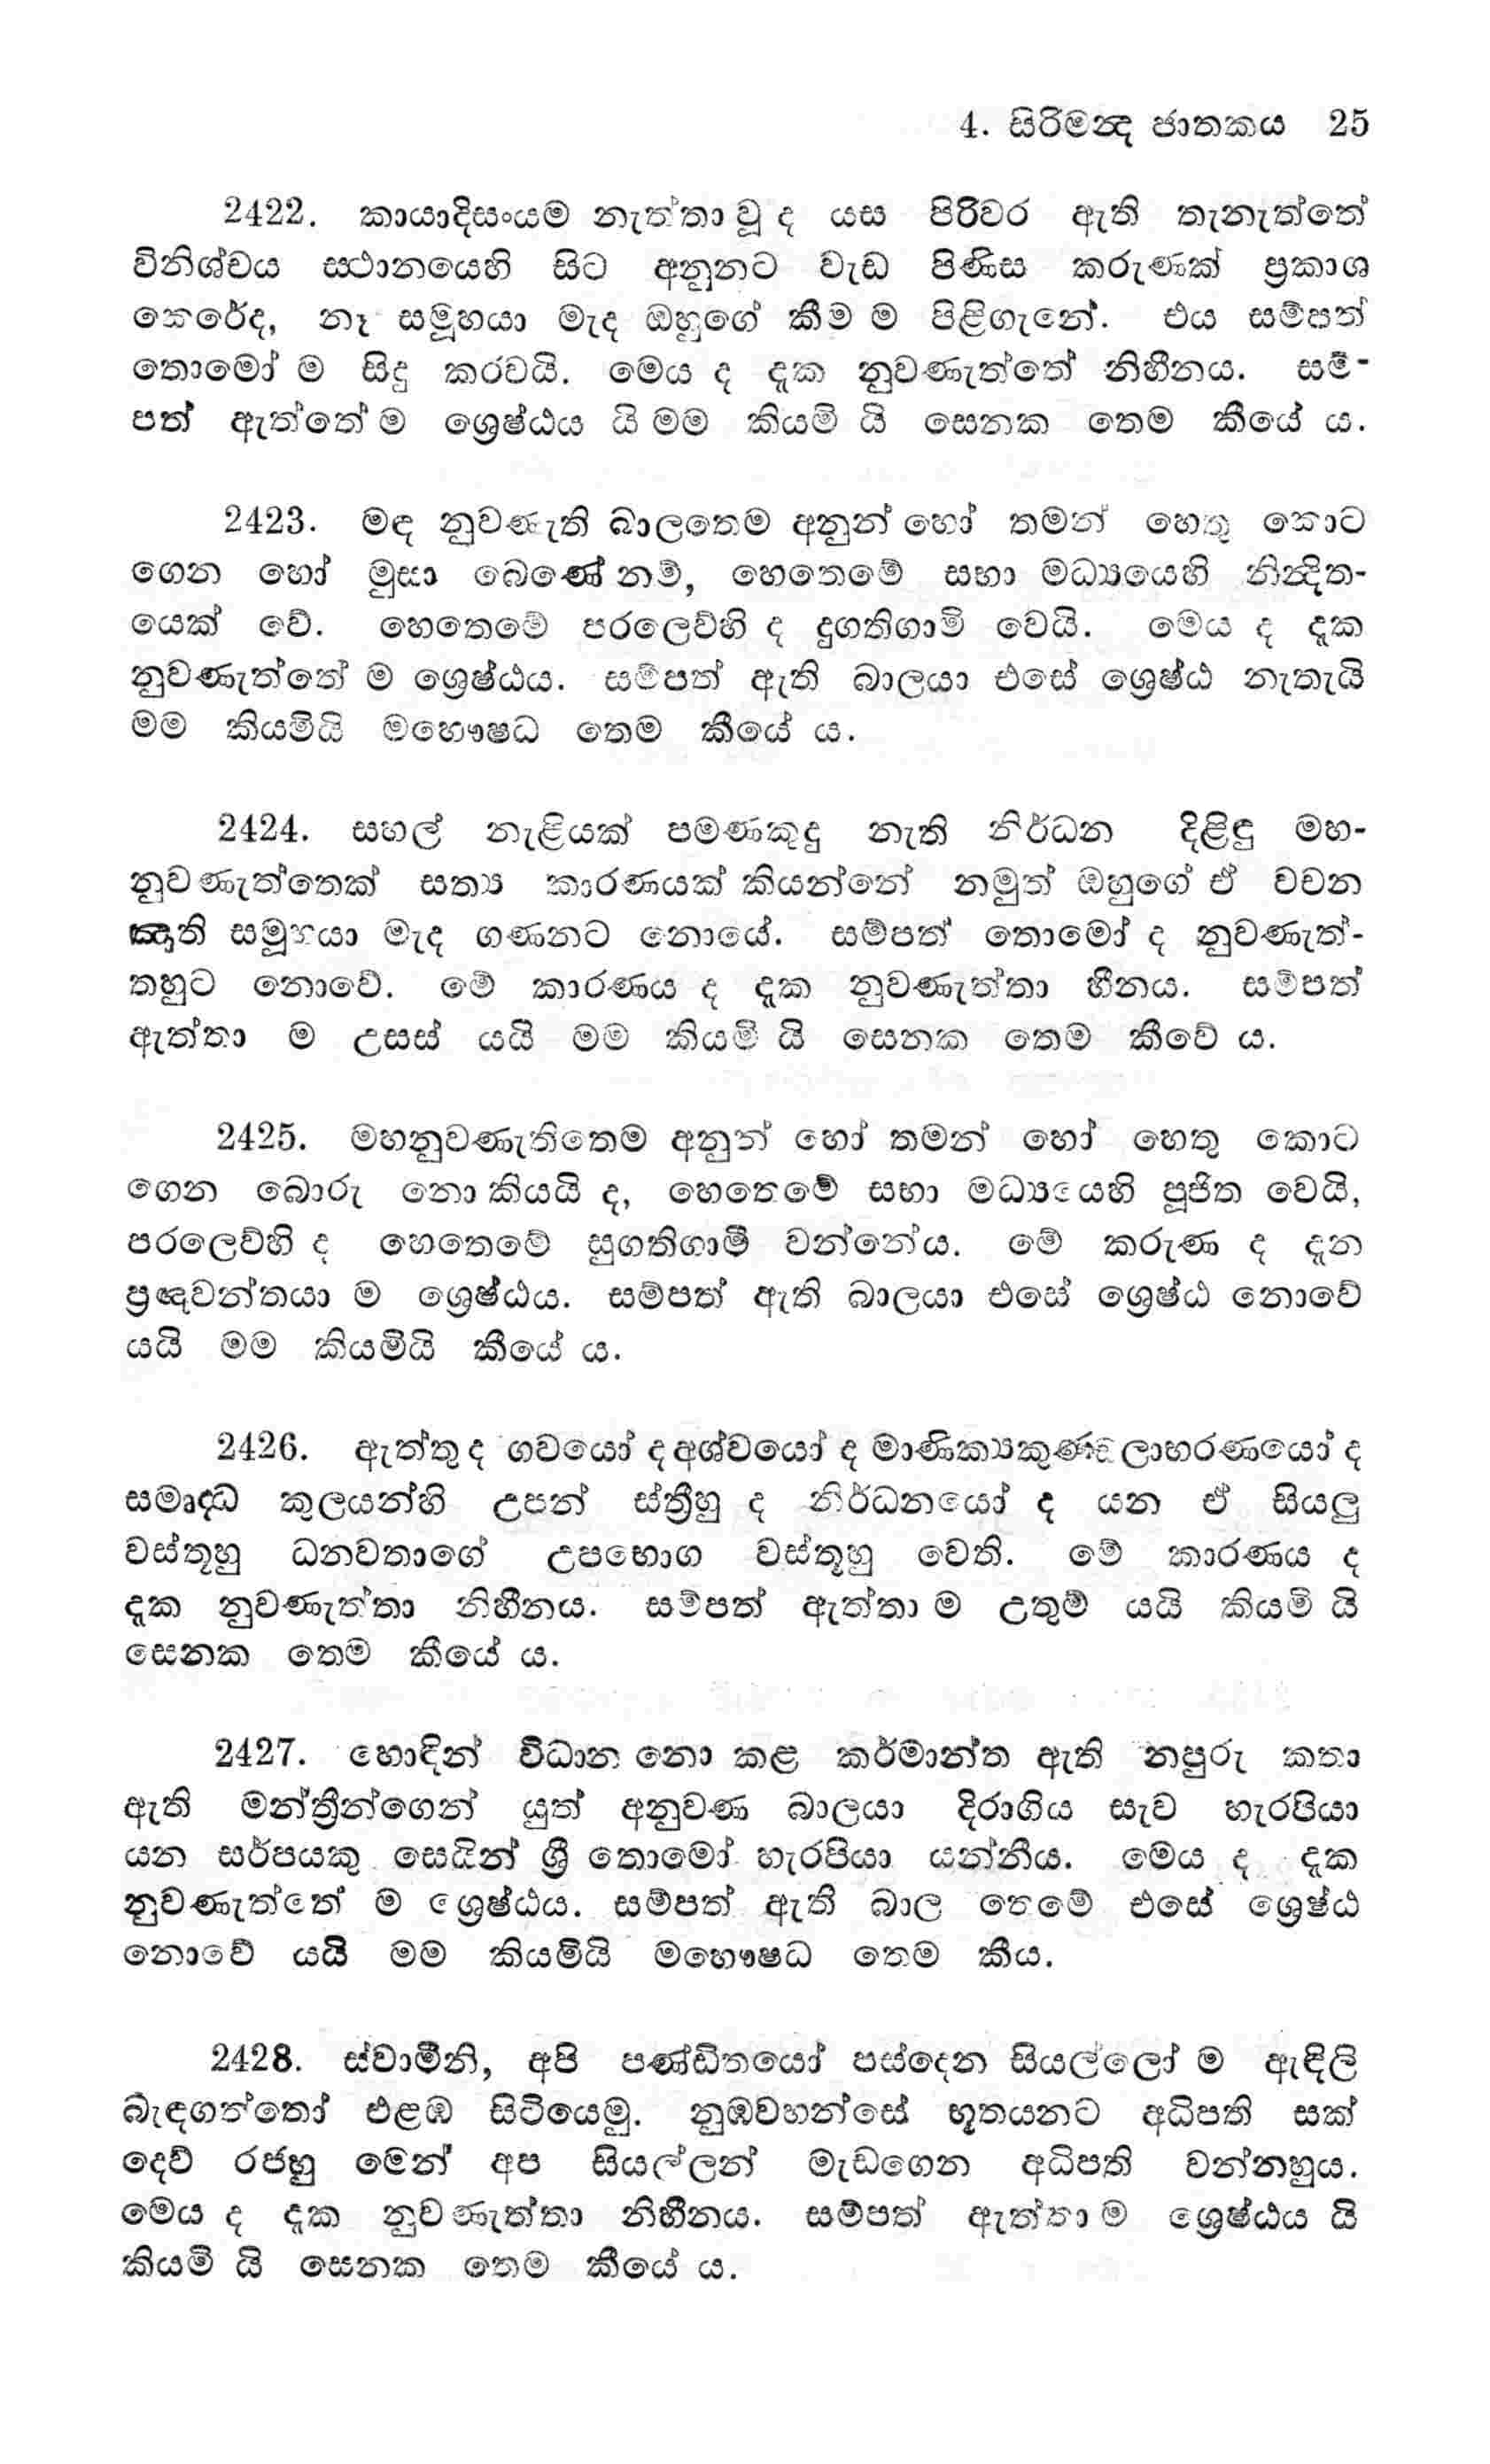 4. සිරිමන්‍ද ජාතකය 25
2422. කායාදිසංයම නැත්තා වූ ද යස පිරිවර ඇති තැනැත්තේ
විනිශ්චය ස්‍ථානයෙහි සිට අනූනට වැඩ පිණිස කරුණක් ප්‍රකාශ
කෙරේද, නෑ සමූහයා මැද ඔහුගේ කීම ම පිළිගැනේ. එය සම්පත්
තොමෝ ම සිදු කරවයි. මෙය ද දැක නුවණැත්තේ නිහීනය. සම්-
පත් ඇත්තේ ම ශ්‍රෙෂ්ඨය යි මම කියමි යි සෙනක තෙම කීයේ ය.
2423. මඳ නුවණැති බාලතෙම අනුන් හෝ තමන් හෙතු කොට
ගෙන හෝ මුසා බෙණේ නම්, හෙතෙමේ සභා මධ්‍යයෙහි නින්‍දිත-
යෙක් වේ. හෙතෙමේ පරලෙව්හි ද දුගතිගාමි වෙයි. මෙය ද දැක
නුවණැත්තේ ම ශ්‍රෙෂ්ඨය. සම්පත් ඇති බාලයා එසේ ශ්‍රෙෂ්ඨ නැතැයි
මම කියමියි මහෞෂධ තෙම කීයේ ය.
2424. සහල් නැළියක් පමණකුදු නැති නිර්ධන දිළිඳු මහ-
නුවණැත්තෙක් සත්‍ය කාරණයක් කියන්නේ නමුත් ඔහුගේ ඒ වචන
ඤාති සමූහයා මැද ගණනට නොයේ. සම්පත් තොමෝ ද නුවණැත්-
තහුට නොවේ. මේ කාරණය ද දැක නුවණැත්තා හීනය. සම්පත්
ඇත්තා ම උසස් යයි මම කියමි යි සෙනක තෙම කීවේ ය.
2425. මහනුවණැතිතෙම අනුන් හෝ තමන් හෝ හෙතු කොට
ගෙන බොරු නො කියයි ද, හෙතෙමේ සභා මධ්‍යයෙහි පූජිත වෙයි,
පරලෙව්හි ද හෙතෙමේ සුගතිගාමී වන්නේය. මේ කරුණ ද දැන
ප්‍රඥවන්තයා ම ශ්‍රෙෂ්ඨය. සම්පත් ඇති බාලයා එසේ ශ්‍රෙෂ්ඨ නොවේ
යයි මම කියමියි කීයේ ය.
2426. ඇත්තු ද ගවයෝ ද අශ්වයෝ ද මාණික්‍යකුණ්ඩලාභරණයෝ ද
සමෘද්‍ධ කුලයන්හි උපන් ස්ත්‍රීහු ද නිර්ධනයෝ ද යන ඒ සියලු
වස්තූහු ධනවතාගේ උපභොග වස්තූහු වෙති. මේ කාරණය ද
දැක නුවණැත්තා නිහීනය. සම්පත් ඇත්තා ම උතුම් යයි කියමි යි
සෙනක තෙම කීයේ ය.
2427. හොඳින් විධාන නො කළ කර්මාන්ත ඇති නපුරු කතා
ඇති මන්ත්‍රීන්ගෙන් යුත් අනුවණ බාලයා දිරාගිය සැව හැරපියා
යන සර්පයකු සෙයින් ශ්‍රී තොමෝ හැරපියා යන්නීය. මෙය ද දැක
නුවණැත්තේ ම ශ්‍රෙෂ්ඨය. සම්පත් ඇති බාල තෙමේ එසේ ශ්‍රෙෂ්ඨ
නොවේ යයි මම කියමියි මහෞෂධ තෙම කීය.
2428. ස්වාමීනි, අපි පණ්ඩිතයෝ පස්දෙන සියල්ලෝ ම ඇඳිලි
බැඳගත්තෝ එළඹ සිටියෙමු. නුඹවහන්සේ භූතයනට අධිපති සක්
දෙව් රජහු මෙන් අප සියල්ලන් මැඩගෙන අධිපති වන්නහුය.
මෙය ද දැක නුවණැත්තා නිහීනය. සම්පත් ඇත්තා ම ශ්‍රෙෂ්ඨය යි
කියමි යි සෙනක තෙම කීයේ ය.